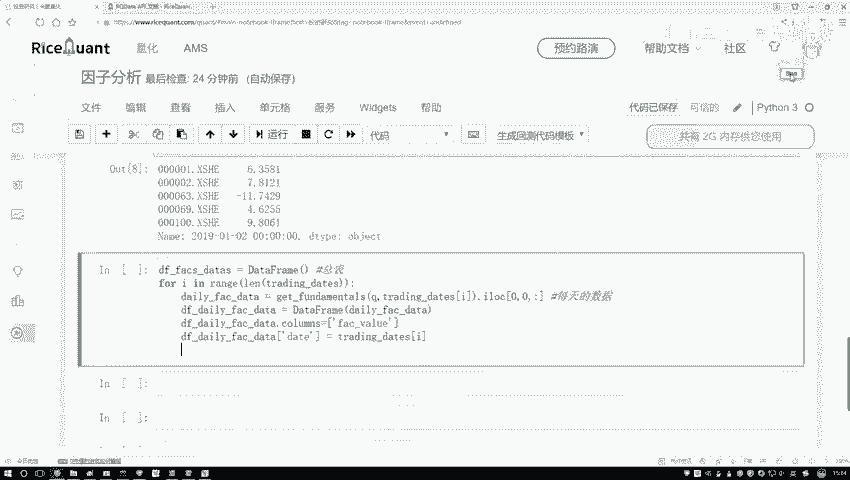 RiceQuant 量化 AMS 预约路演 帮助文档 社区
因子分析 最后检查: 24 分钟前 (自动保存)
文件 编辑 查看 插入 单元格 服务 Widgets 帮助 代码已保存 可信的 Python 3
运行 代码 生成回测代码模板 共有 2G 内存供您使用
Out[8]: 000001.XSHE 6.3581
000002.XSHE 7.8121
000063.XSHE -11.7429
000069.XSHE 4.6256
000100.XSHE 9.8061
Name: 2019-01-02 00:00:00, dtype: object
In [ ]: df_facs_datas = DataFrame() #总表
for i in range(len(trading_dates)):
daily_fac_data = get_fundamentals(q,trading_dates[i]).iloc[0,0,:] #每天的数据
df_daily_fac_data = DataFrame(daily_fac_data)
df_daily_fac_data.columns=['fac_value']
df_daily_fac_data['date'] = trading_dates[i]
In [ ]:
In [ ]: